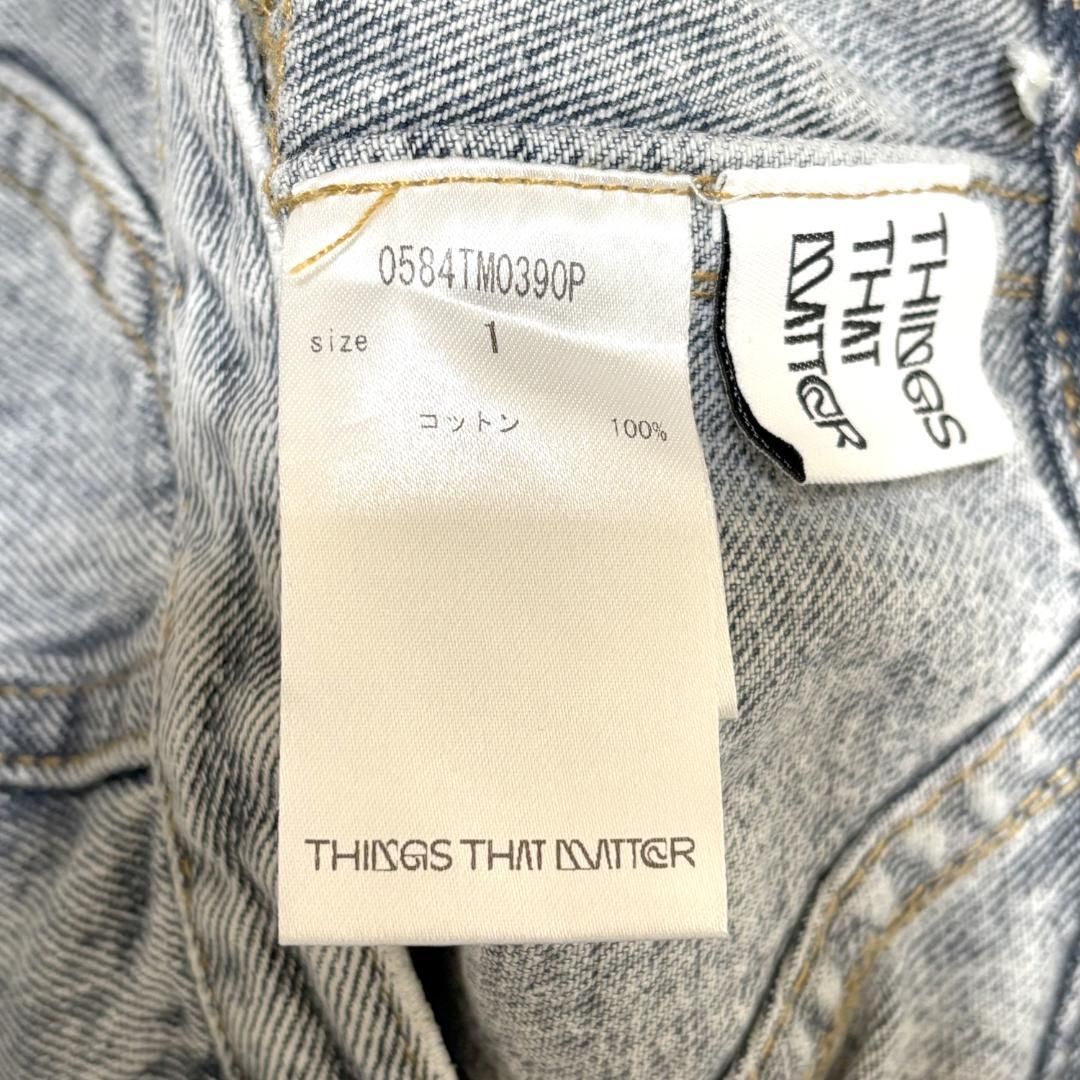 0584TM0390P
size 1
コットン 100%
THINGS THAT MATTER
THINGS
THAT
MATTER